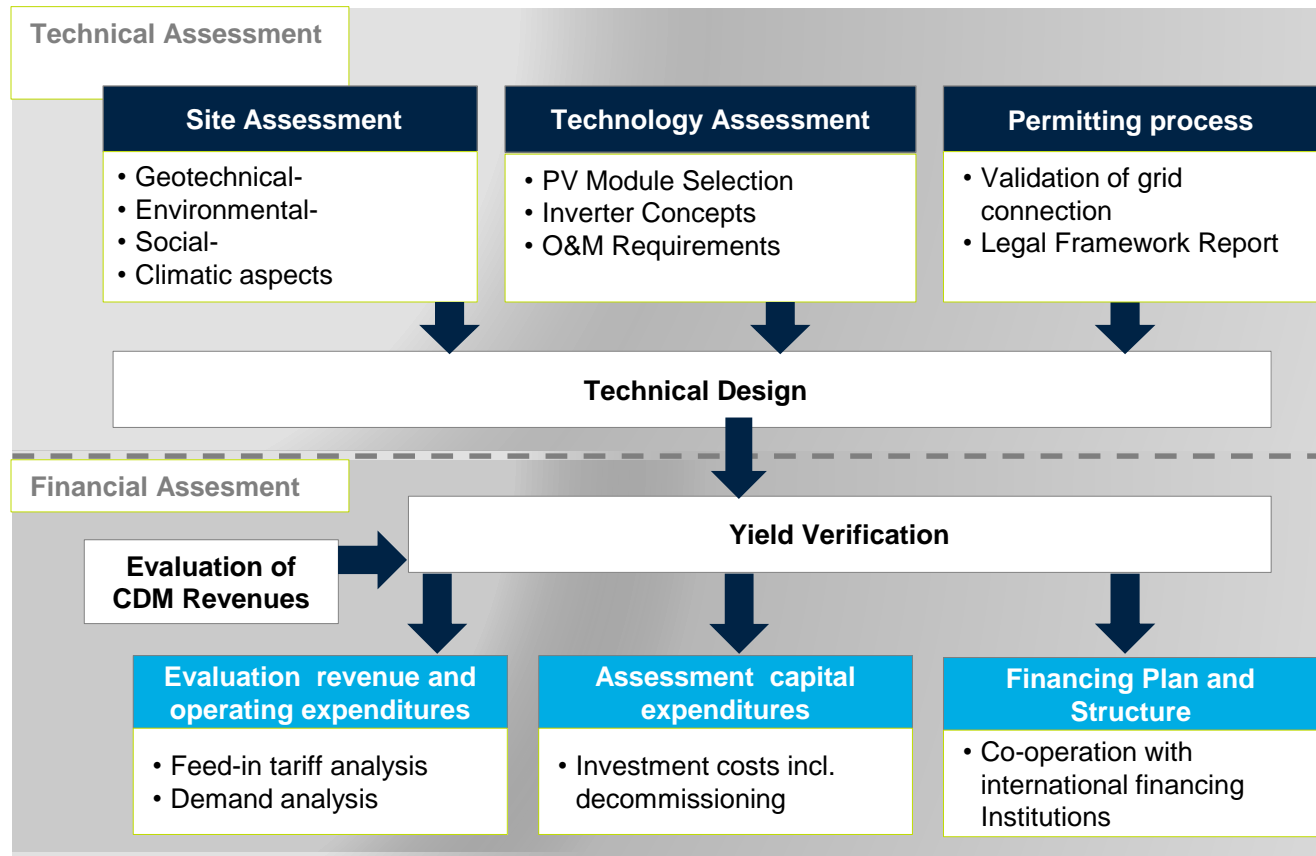 Technical Assessment
Site Assessment
• Geotechnical-
• Environmental-
• Social-
• Climatic aspects
Technology Assessment
• PV Module Selection
• Inverter Concepts
• O&M Requirements
Permitting process
• Validation of grid
connection
• Legal Framework Report
Technical Design
Financial Assesment
Yield Verification
Evaluation of
CDM Revenues
Evaluation revenue and
operating expenditures
• Feed-in tariff analysis
• Demand analysis
Assessment capital
expenditures
• Investment costs incl.
decommissioning
Financing Plan and
Structure
• Co-operation with
international financing
Institutions